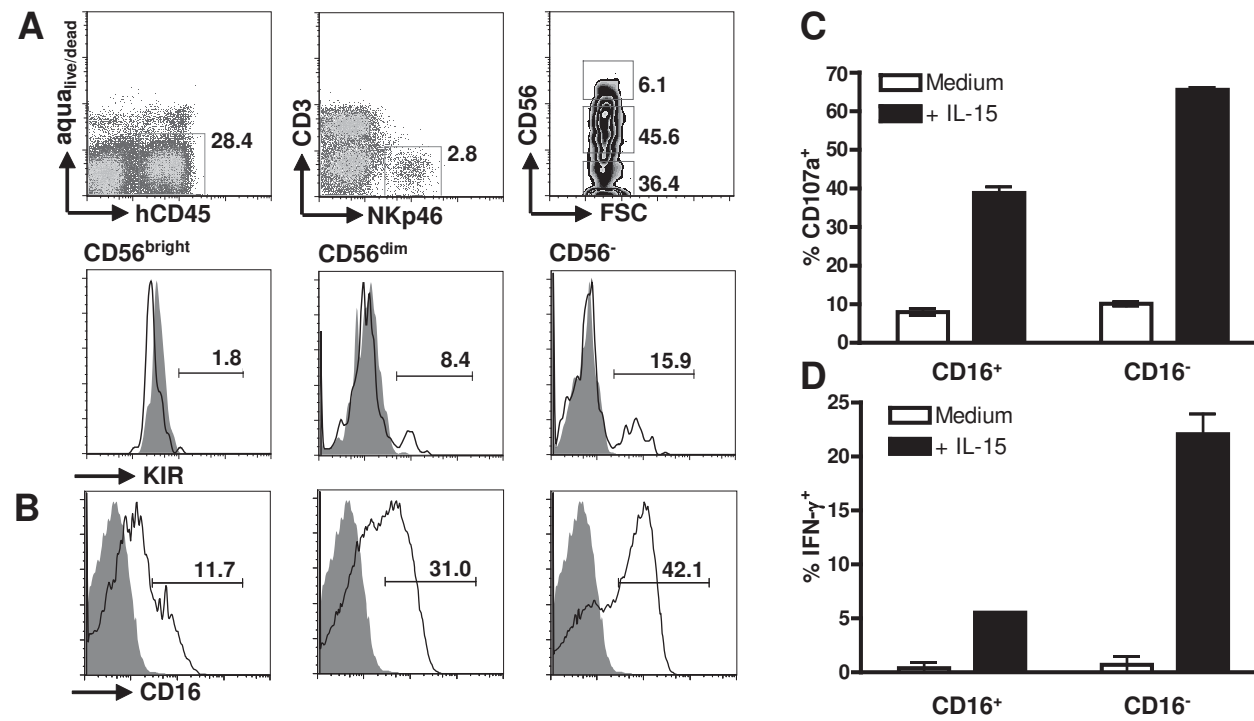 A
aqua live/dead
28.4
hCD45
CD3
2.8
NKp46
CD56
6.1
45.6
36.4
FSC
CD56bright
CD56dim
CD56-
1.8
8.4
15.9
KIR
B
11.7
31.0
42.1
CD16
C
% CD107a+
70
60
50
40
30
20
10
0
Medium
+ IL-15
CD16+
CD16-
D
% IFN-γ+
25
20
15
10
5
0
Medium
+ IL-15
CD16+
CD16-